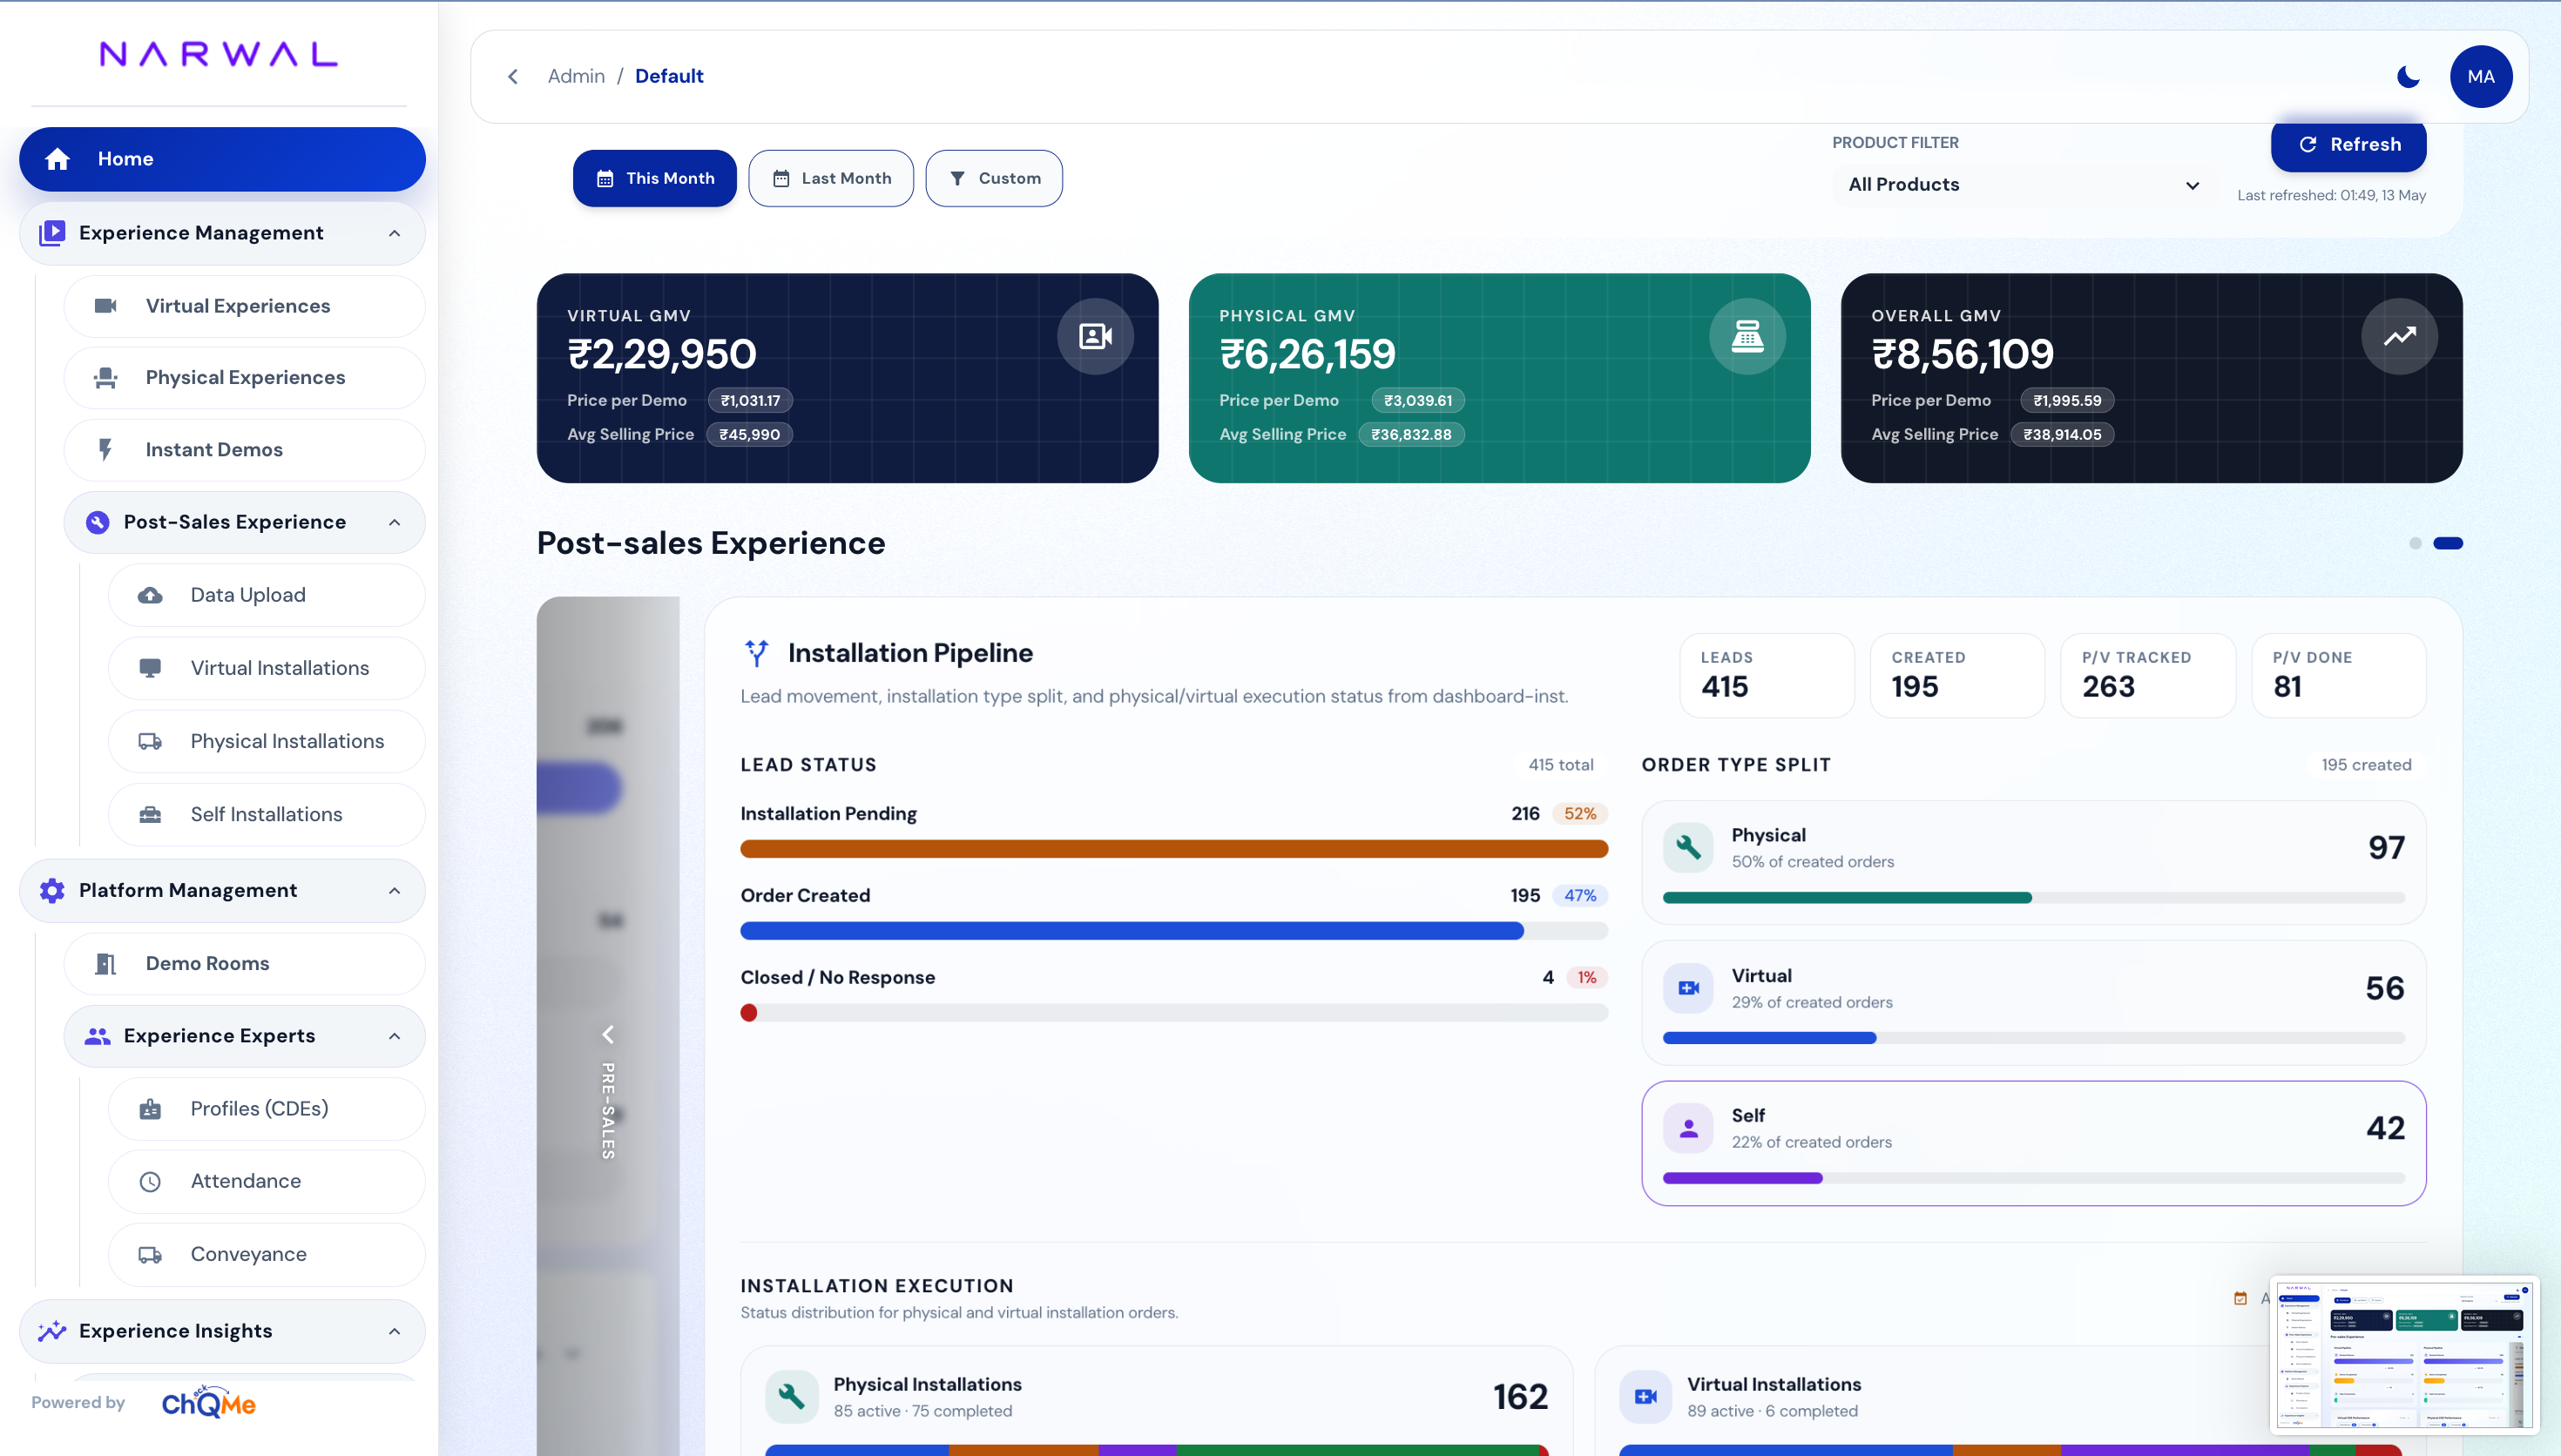 NARWAL
Home
Experience Management
Virtual Experiences
Physical Experiences
Instant Demos
Post-Sales Experience
Data Upload
Virtual Installations
Physical Installations
Self Installations
Platform Management
Demo Rooms
Experience Experts
Profiles (CDEs)
Attendance
Conveyance
Experience Insights
Powered by ChQMe
Admin / Default
MA
This Month
Last Month
Custom
PRODUCT FILTER
All Products
Refresh
Last refreshed: 01:49, 13 May
VIRTUAL GMV
₹2,29,950
Price per Demo ₹1,031.17
Avg Selling Price ₹45,990
PHYSICAL GMV
₹6,26,159
Price per Demo ₹3,039.61
Avg Selling Price ₹36,832.88
OVERALL GMV
₹8,56,109
Price per Demo ₹1,995.59
Avg Selling Price ₹38,914.05
Post-sales Experience
PRE-SALES
Installation Pipeline
Lead movement, installation type split, and physical/virtual execution status from dashboard-inst.
LEADS
415
CREATED
195
P/V TRACKED
263
P/V DONE
81
LEAD STATUS
415 total
Installation Pending
216 52%
Order Created
195 47%
Closed / No Response
4 1%
ORDER TYPE SPLIT
195 created
Physical
50% of created orders
97
Virtual
29% of created orders
56
Self
22% of created orders
42
INSTALLATION EXECUTION
Status distribution for physical and virtual installation orders.
Physical Installations
85 active · 75 completed
162
Virtual Installations
89 active · 6 completed